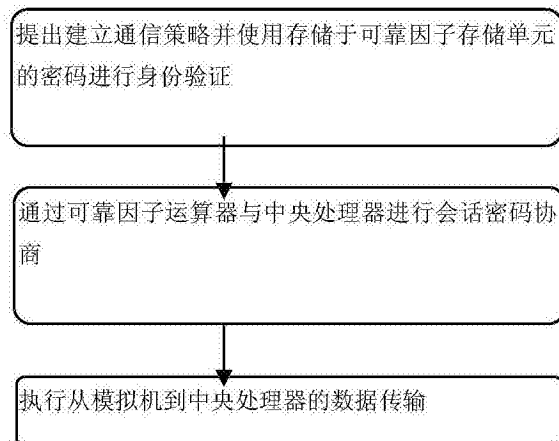 提出建立通信策略并使用存储于可靠因子存储单元
的密码进行身份验证
通过可靠因子运算器与中央处理器进行会话密码协
商
执行从模拟机到中央处理器的数据传输